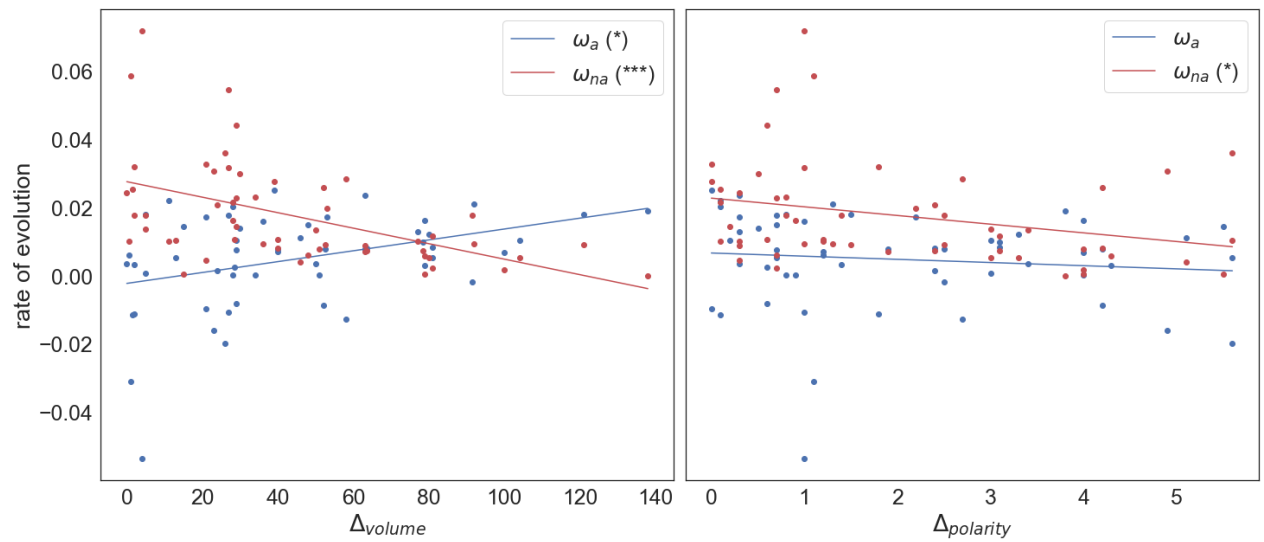 rate of evolution
0.06
0.04
0.02
0.00
−0.02
−0.04
ωa (*)
ωna (***)
0 20 40 60 80 100 120 140
Δvolume
ωa
ωna (*)
0 1 2 3 4 5
Δpolarity